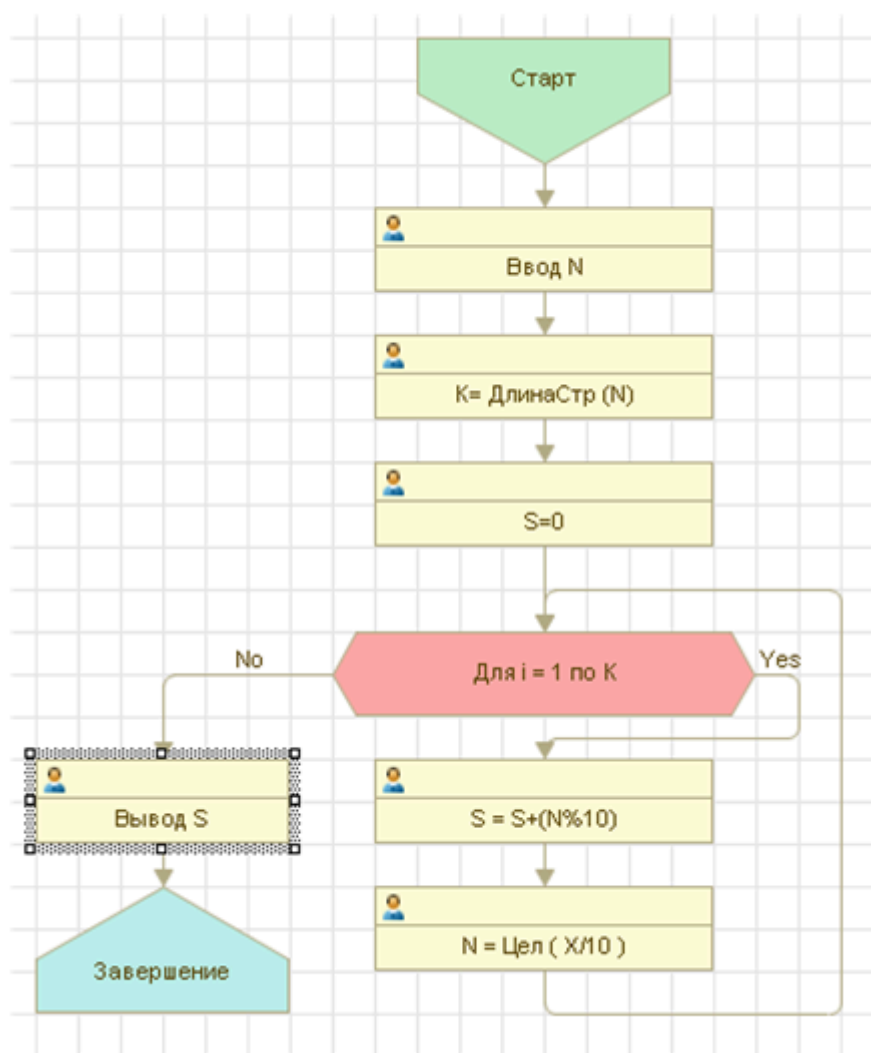 Старт
Ввод N
K= ДлинаСтр (N)
S=0
Для i = 1 по K
No
Yes
S = S+(N%10)
N = Цел ( X/10 )
Вывод S
Завершение